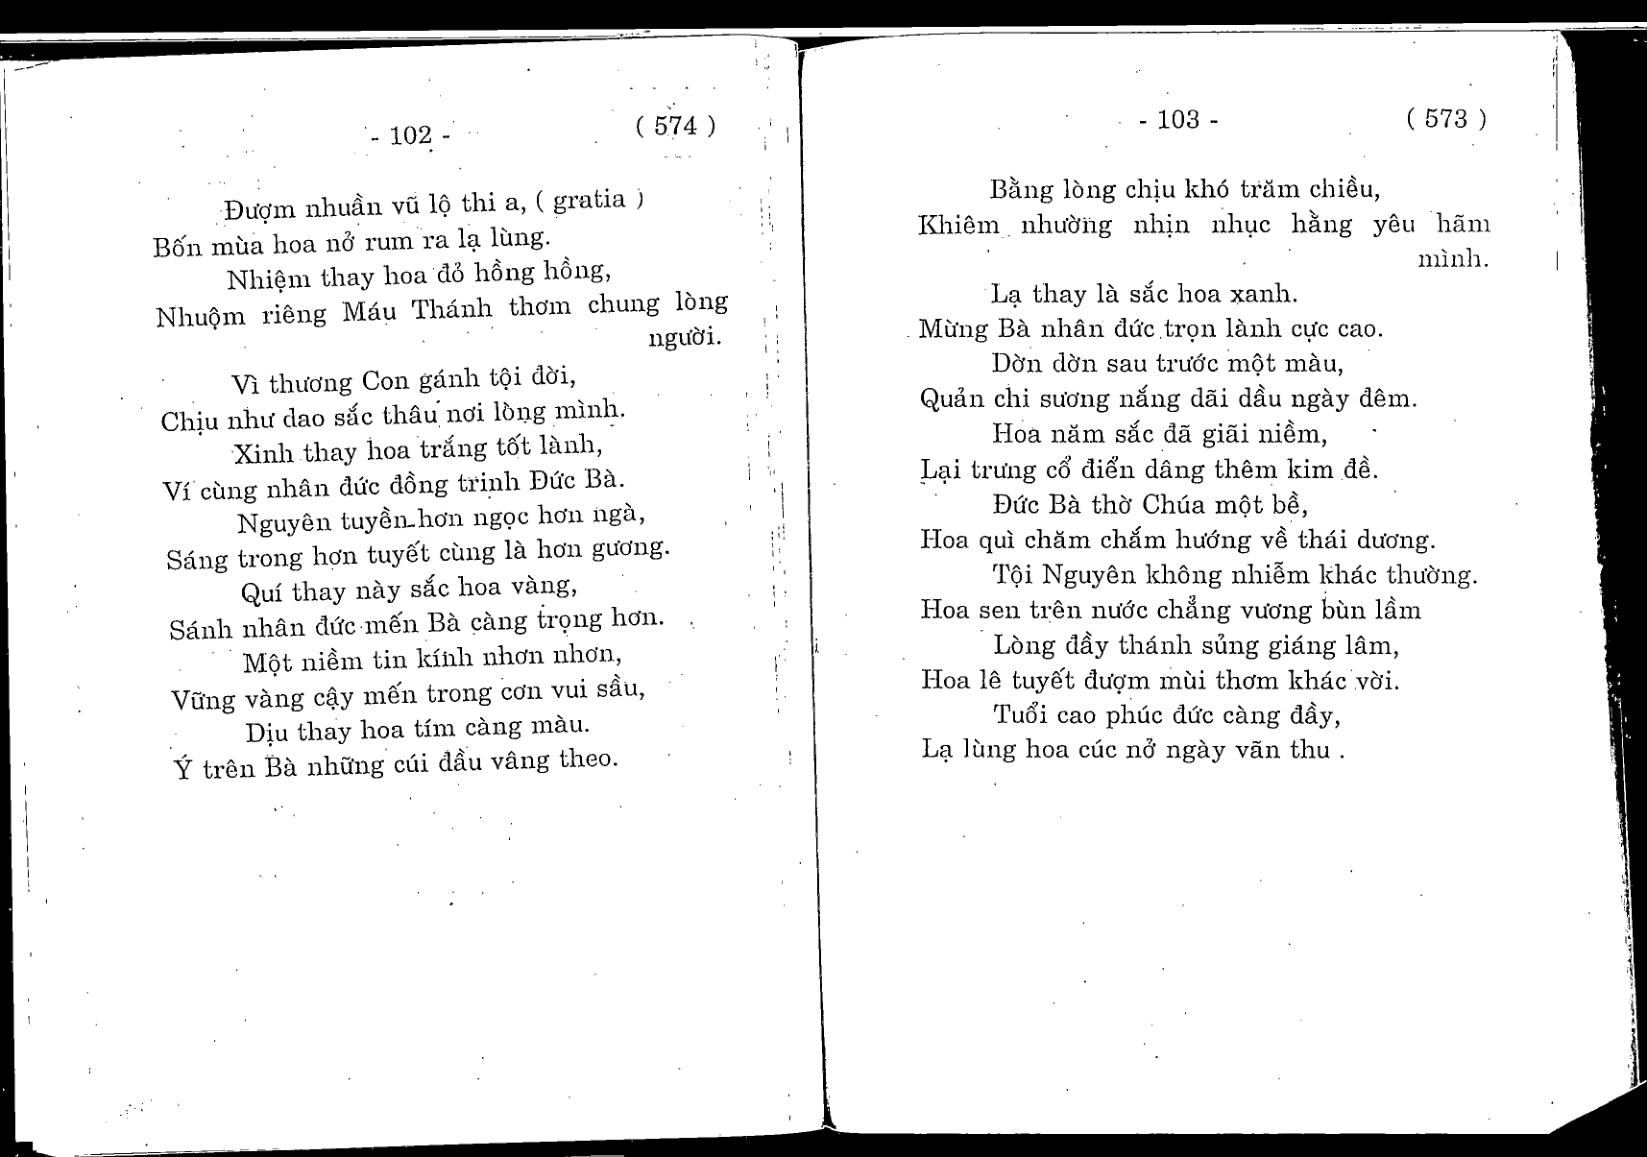 - 102 -
( 574 )
Đượm nhuần vũ lộ thi a, ( gratia )
Bốn mùa hoa nở rum ra lạ lùng.
Nhiệm thay hoa đỏ hồng hồng,
Nhuộm riêng Máu Thánh thơm chung lòng
người.
Vì thương Con gánh tội đời,
Chịu như dao sắc thâu nơi lòng mình.
Xinh thay hoa trắng tốt lành,
Ví cùng nhân đức đồng trinh Đức Bà.
Nguyên tuyền hơn ngọc hơn ngà,
Sáng trong hơn tuyết cùng là hơn gương.
Quí thay này sắc hoa vàng,
Sánh nhân đức mến Bà càng trọng hơn.
Một niềm tin kính nhơn nhơn,
Vững vàng cậy mến trong cơn vui sầu,
Dịu thay hoa tím càng màu.
Ý trên Bà những cúi đầu vâng theo.
- 103 -
( 573 )
Bằng lòng chịu khó trăm chiều,
Khiêm nhường nhịn nhục hằng yêu hãm
mình.
Lạ thay là sắc hoa xanh.
Mừng Bà nhân đức trọn lành cực cao.
Dờn dờn sau trước một màu,
Quản chi sương nắng dãi dầu ngày đêm.
Hoa năm sắc đã giãi niềm,
Lại trưng cổ điển dâng thêm kim đề.
Đức Bà thờ Chúa một bề,
Hoa quì chăm chắm hướng về thái dương.
Tội Nguyên không nhiễm khác thường.
Hoa sen trên nước chẳng vương bùn lầm
Lòng đầy thánh sủng giáng lâm,
Hoa lê tuyết đượm mùi thơm khác vời.
Tuổi cao phúc đức càng đầy,
Lạ lùng hoa cúc nở ngày vãn thu .